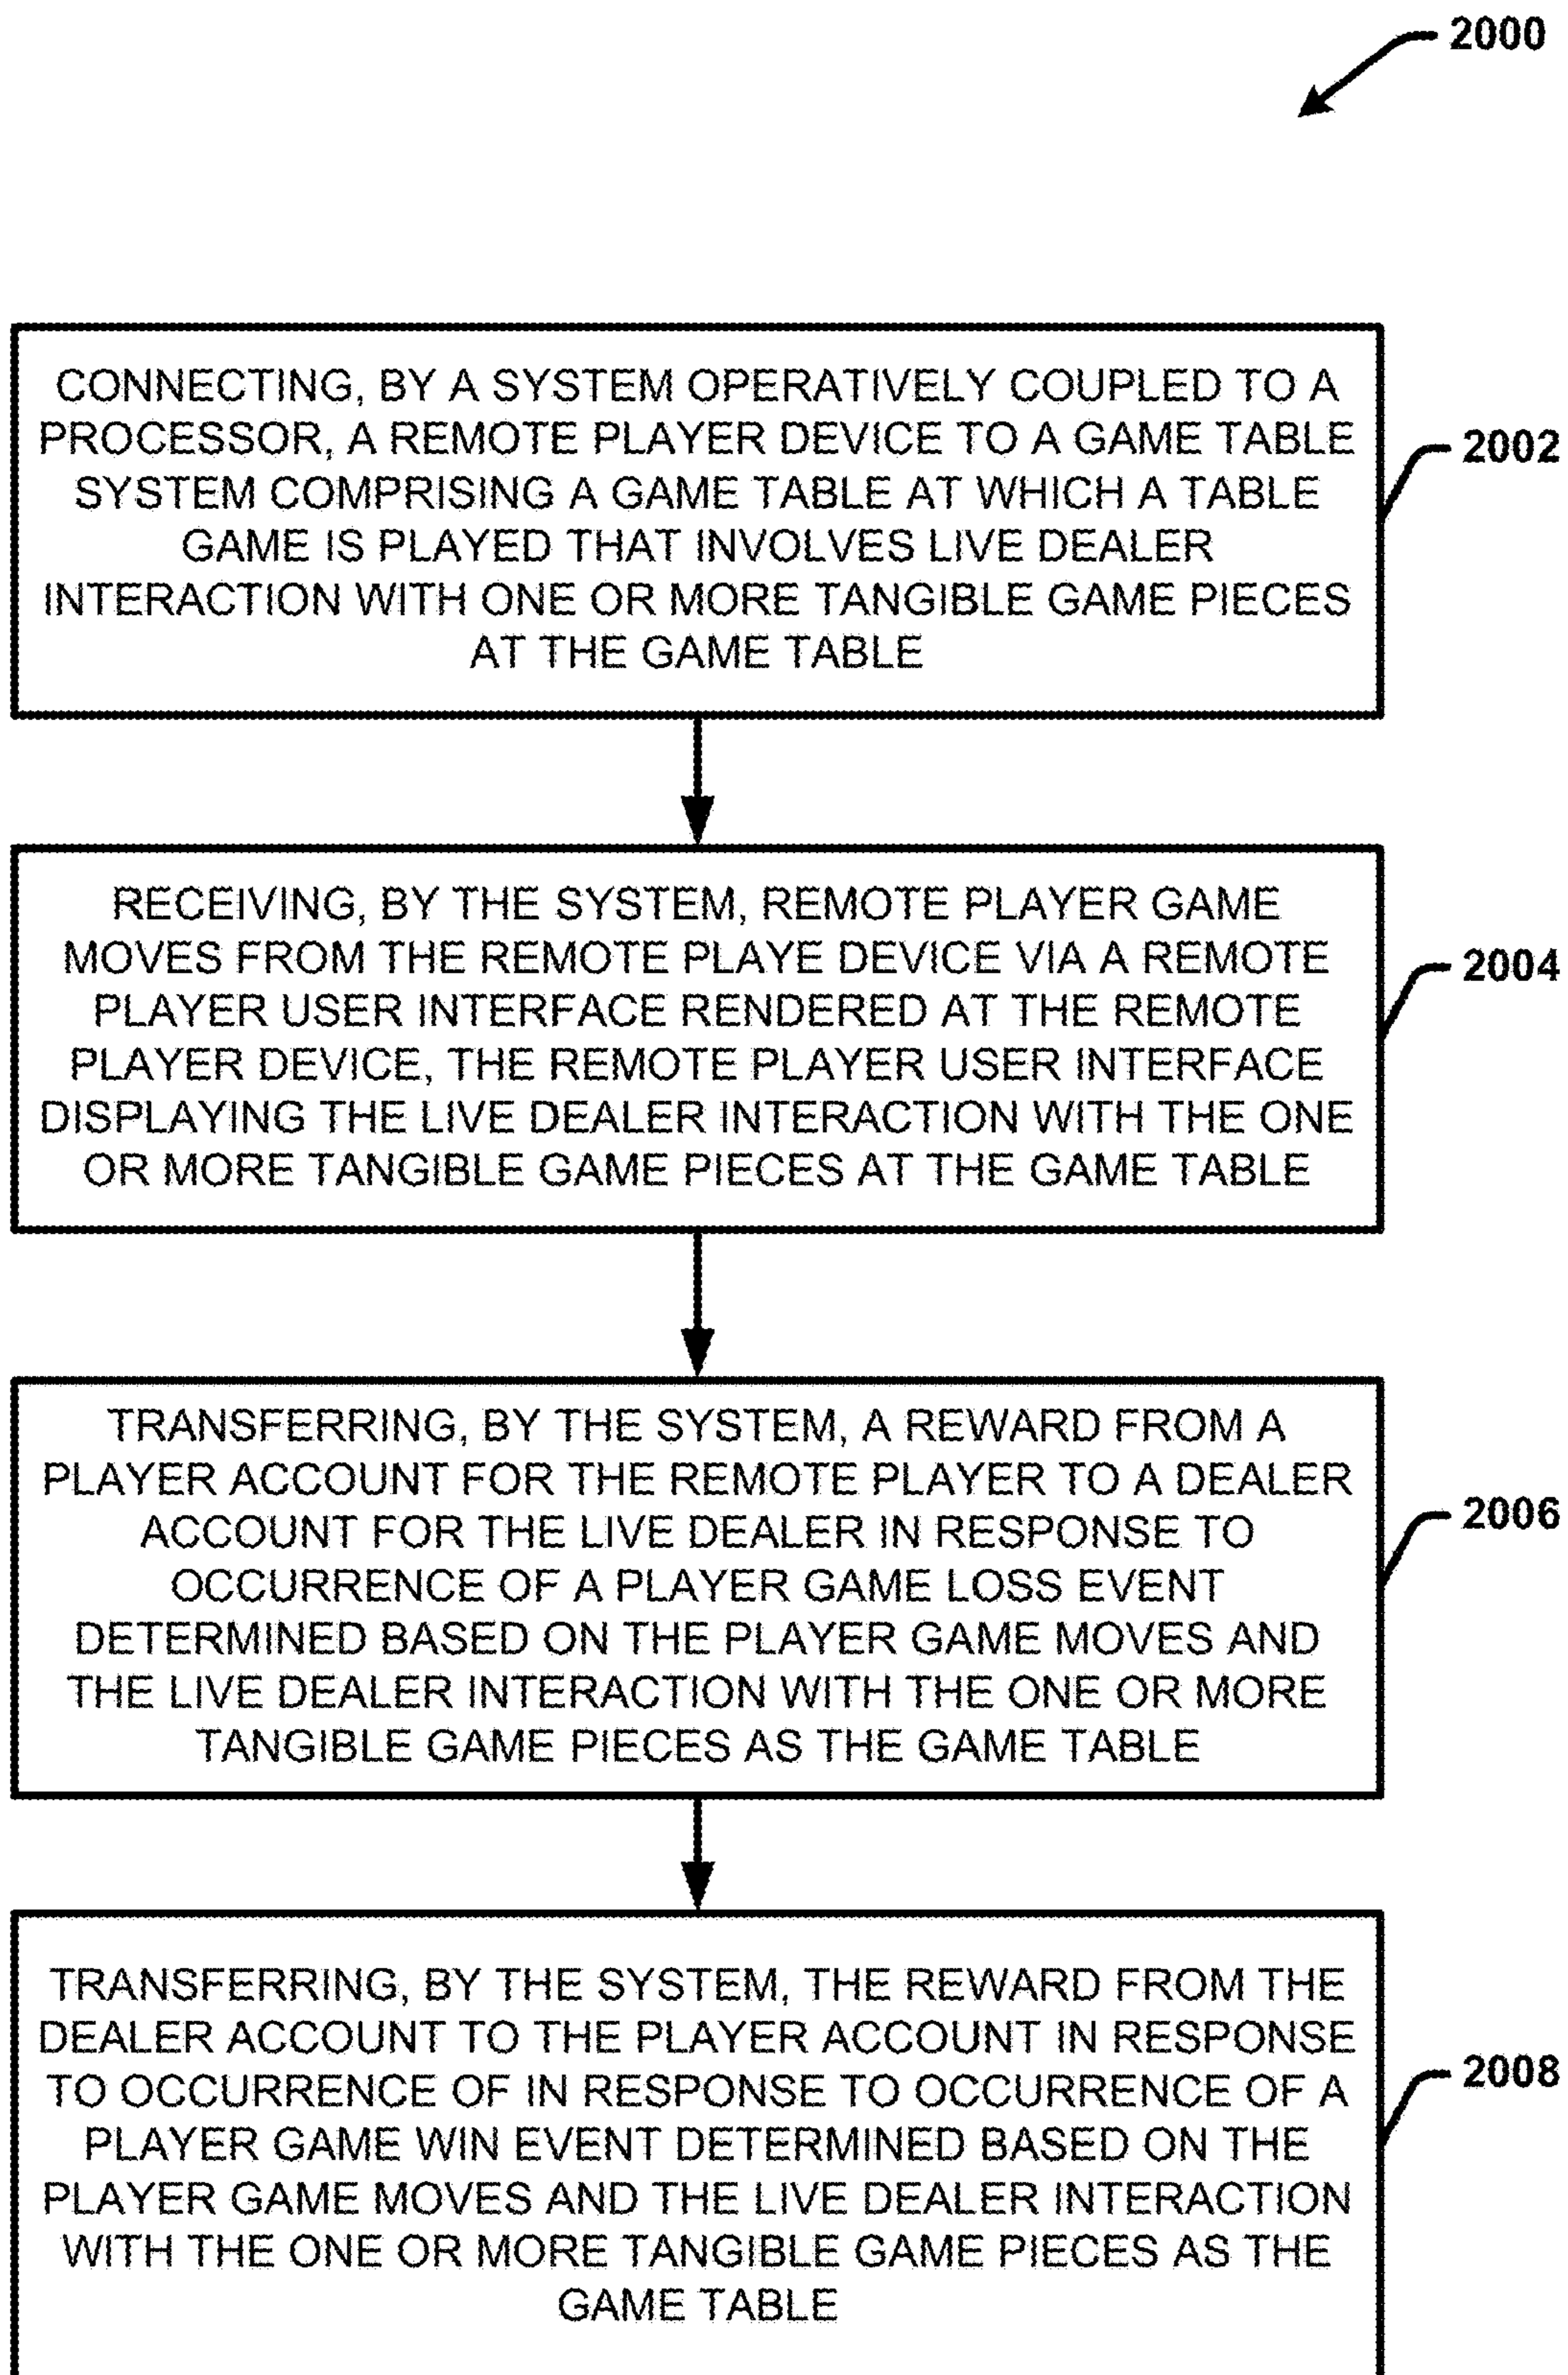 2000
CONNECTING, BY A SYSTEM OPERATIVELY COUPLED TO A
PROCESSOR, A REMOTE PLAYER DEVICE TO A GAME TABLE
SYSTEM COMPRISING A GAME TABLE AT WHICH A TABLE
GAME IS PLAYED THAT INVOLVES LIVE DEALER
INTERACTION WITH ONE OR MORE TANGIBLE GAME PIECES
AT THE GAME TABLE
2002
RECEIVING, BY THE SYSTEM, REMOTE PLAYER GAME
MOVES FROM THE REMOTE PLAYE DEVICE VIA A REMOTE
PLAYER USER INTERFACE RENDERED AT THE REMOTE
PLAYER DEVICE, THE REMOTE PLAYER USER INTERFACE
DISPLAYING THE LIVE DEALER INTERACTION WITH THE ONE
OR MORE TANGIBLE GAME PIECES AT THE GAME TABLE
2004
TRANSFERRING, BY THE SYSTEM, A REWARD FROM A
PLAYER ACCOUNT FOR THE REMOTE PLAYER TO A DEALER
ACCOUNT FOR THE LIVE DEALER IN RESPONSE TO
OCCURRENCE OF A PLAYER GAME LOSS EVENT
DETERMINED BASED ON THE PLAYER GAME MOVES AND
THE LIVE DEALER INTERACTION WITH THE ONE OR MORE
TANGIBLE GAME PIECES AS THE GAME TABLE
2006
TRANSFERRING, BY THE SYSTEM, THE REWARD FROM THE
DEALER ACCOUNT TO THE PLAYER ACCOUNT IN RESPONSE
TO OCCURRENCE OF IN RESPONSE TO OCCURRENCE OF A
PLAYER GAME WIN EVENT DETERMINED BASED ON THE
PLAYER GAME MOVES AND THE LIVE DEALER INTERACTION
WITH THE ONE OR MORE TANGIBLE GAME PIECES AS THE
GAME TABLE
2008